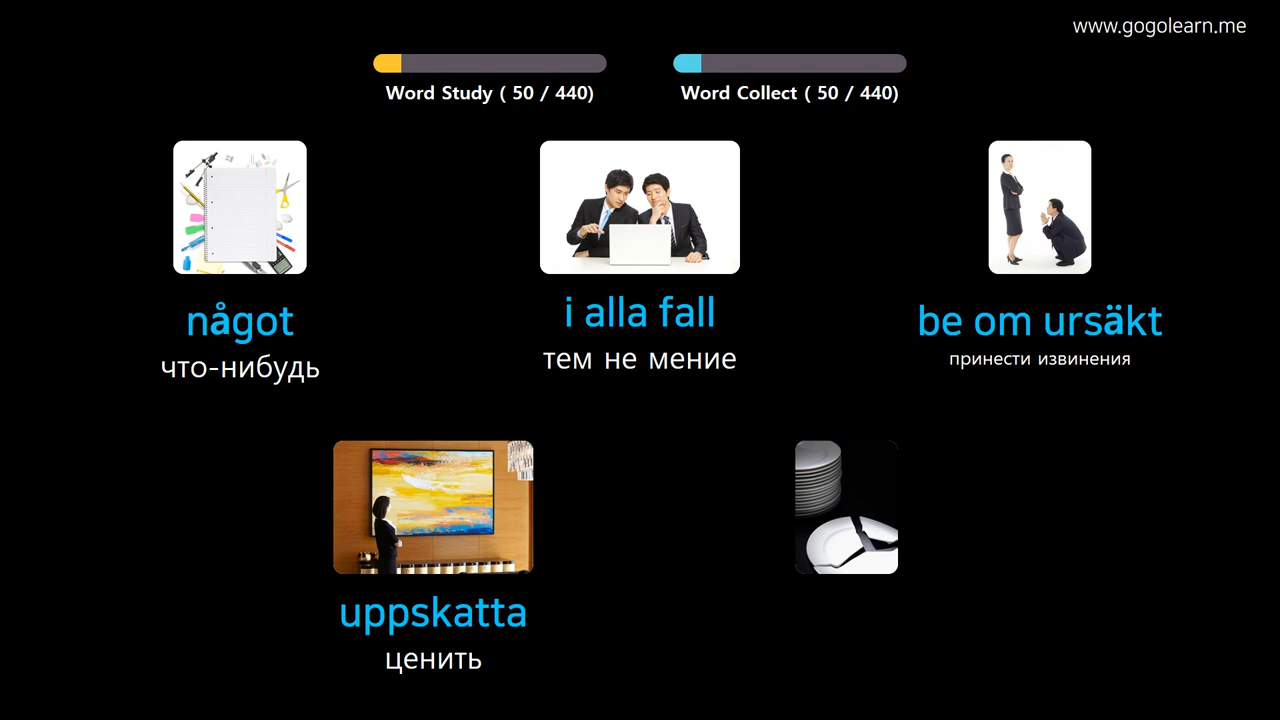 www.gogolearn.me
Word Study ( 50 / 440)
Word Collect ( 50 / 440)
något
что-нибудь
i alla fall
тем не мение
be om ursäkt
принести извинения
uppskatta
ценить